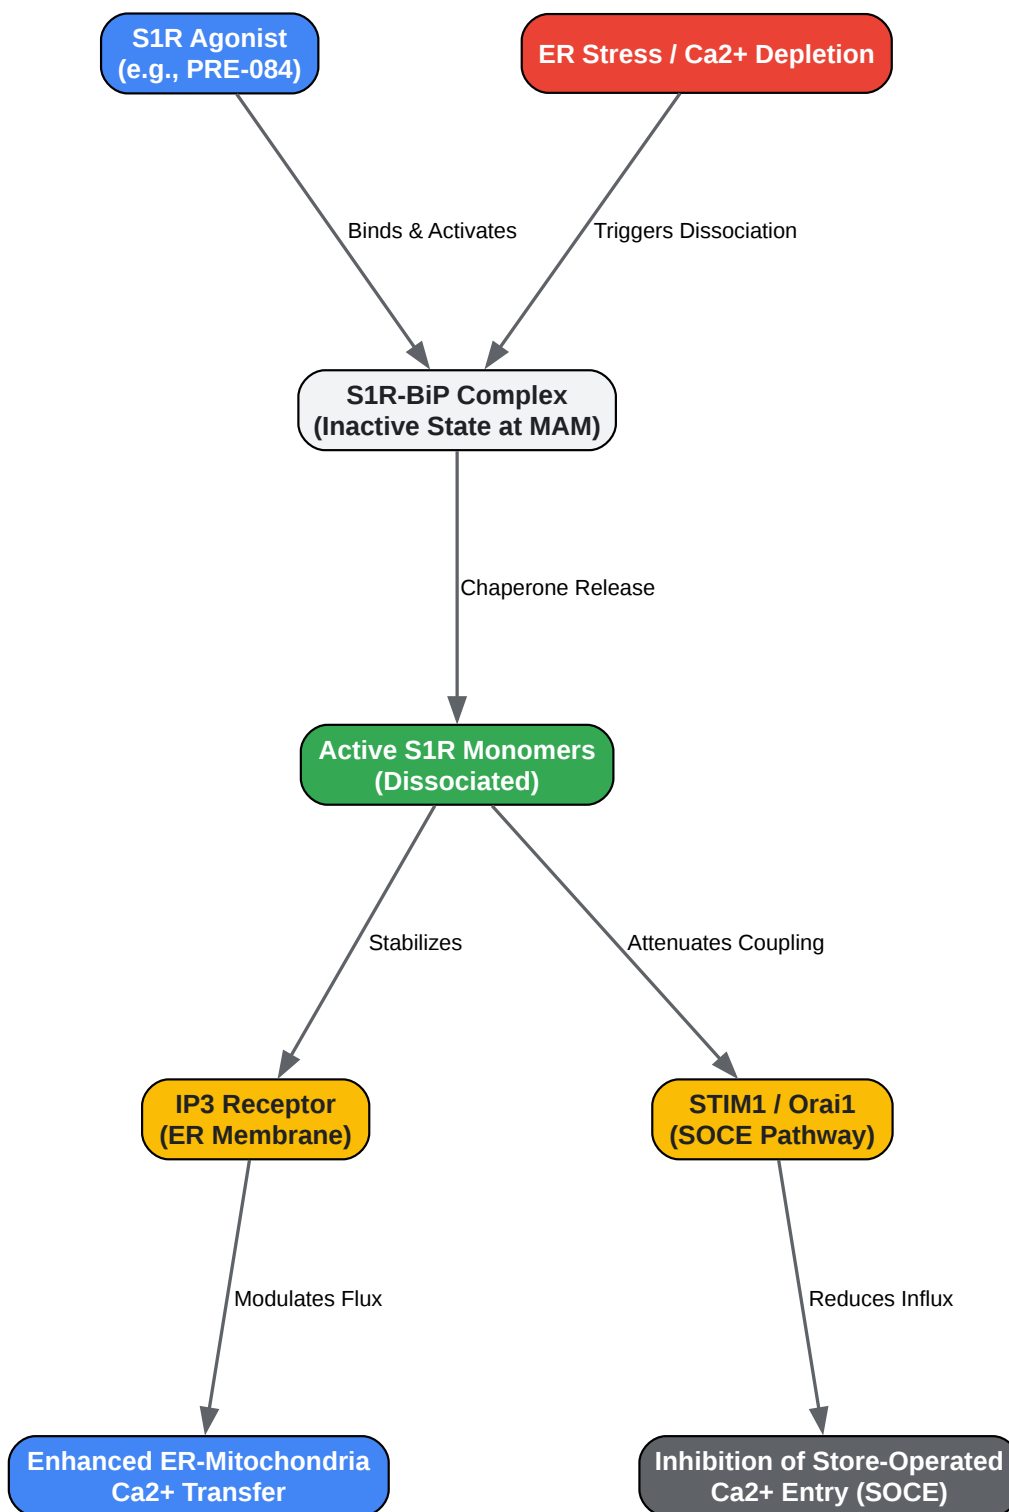 S1R Agonist
(e.g., PRE-084)
ER Stress / Ca2+ Depletion
Binds & Activates
Triggers Dissociation
S1R-BiP Complex
(Inactive State at MAM)
Chaperone Release
Active S1R Monomers
(Dissociated)
Stabilizes
Attenuates Coupling
IP3 Receptor
(ER Membrane)
STIM1 / Orai1
(SOCE Pathway)
Modulates Flux
Reduces Influx
Enhanced ER-Mitochondria
Ca2+ Transfer
Inhibition of Store-Operated
Ca2+ Entry (SOCE)